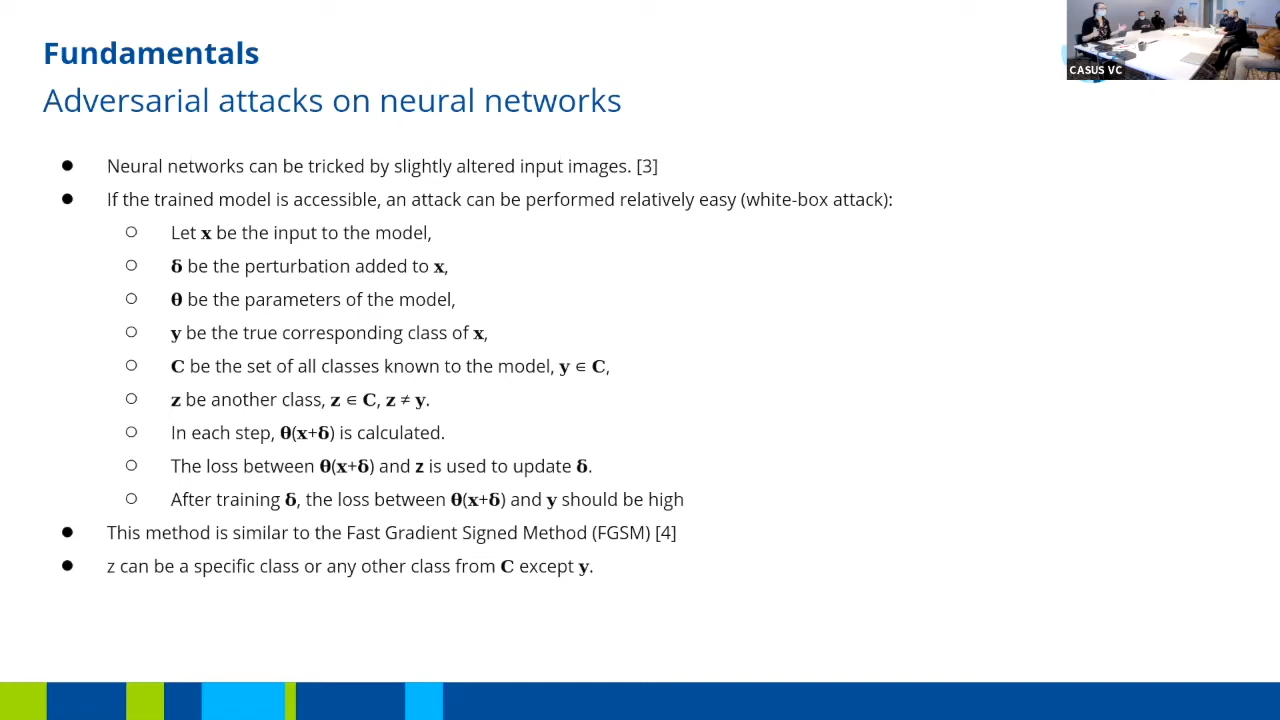 Fundamentals
Adversarial attacks on neural networks
CASUS VC
● Neural networks can be tricked by slightly altered input images. [3]
● If the trained model is accessible, an attack can be performed relatively easy (white-box attack):
○ Let x be the input to the model,
○ δ be the perturbation added to x,
○ θ be the parameters of the model,
○ y be the true corresponding class of x,
○ C be the set of all classes known to the model, y ∈ C,
○ z be another class, z ∈ C, z ≠ y.
○ In each step, θ(x+δ) is calculated.
○ The loss between θ(x+δ) and z is used to update δ.
○ After training δ, the loss between θ(x+δ) and y should be high
● This method is similar to the Fast Gradient Signed Method (FGSM) [4]
● z can be a specific class or any other class from C except y.